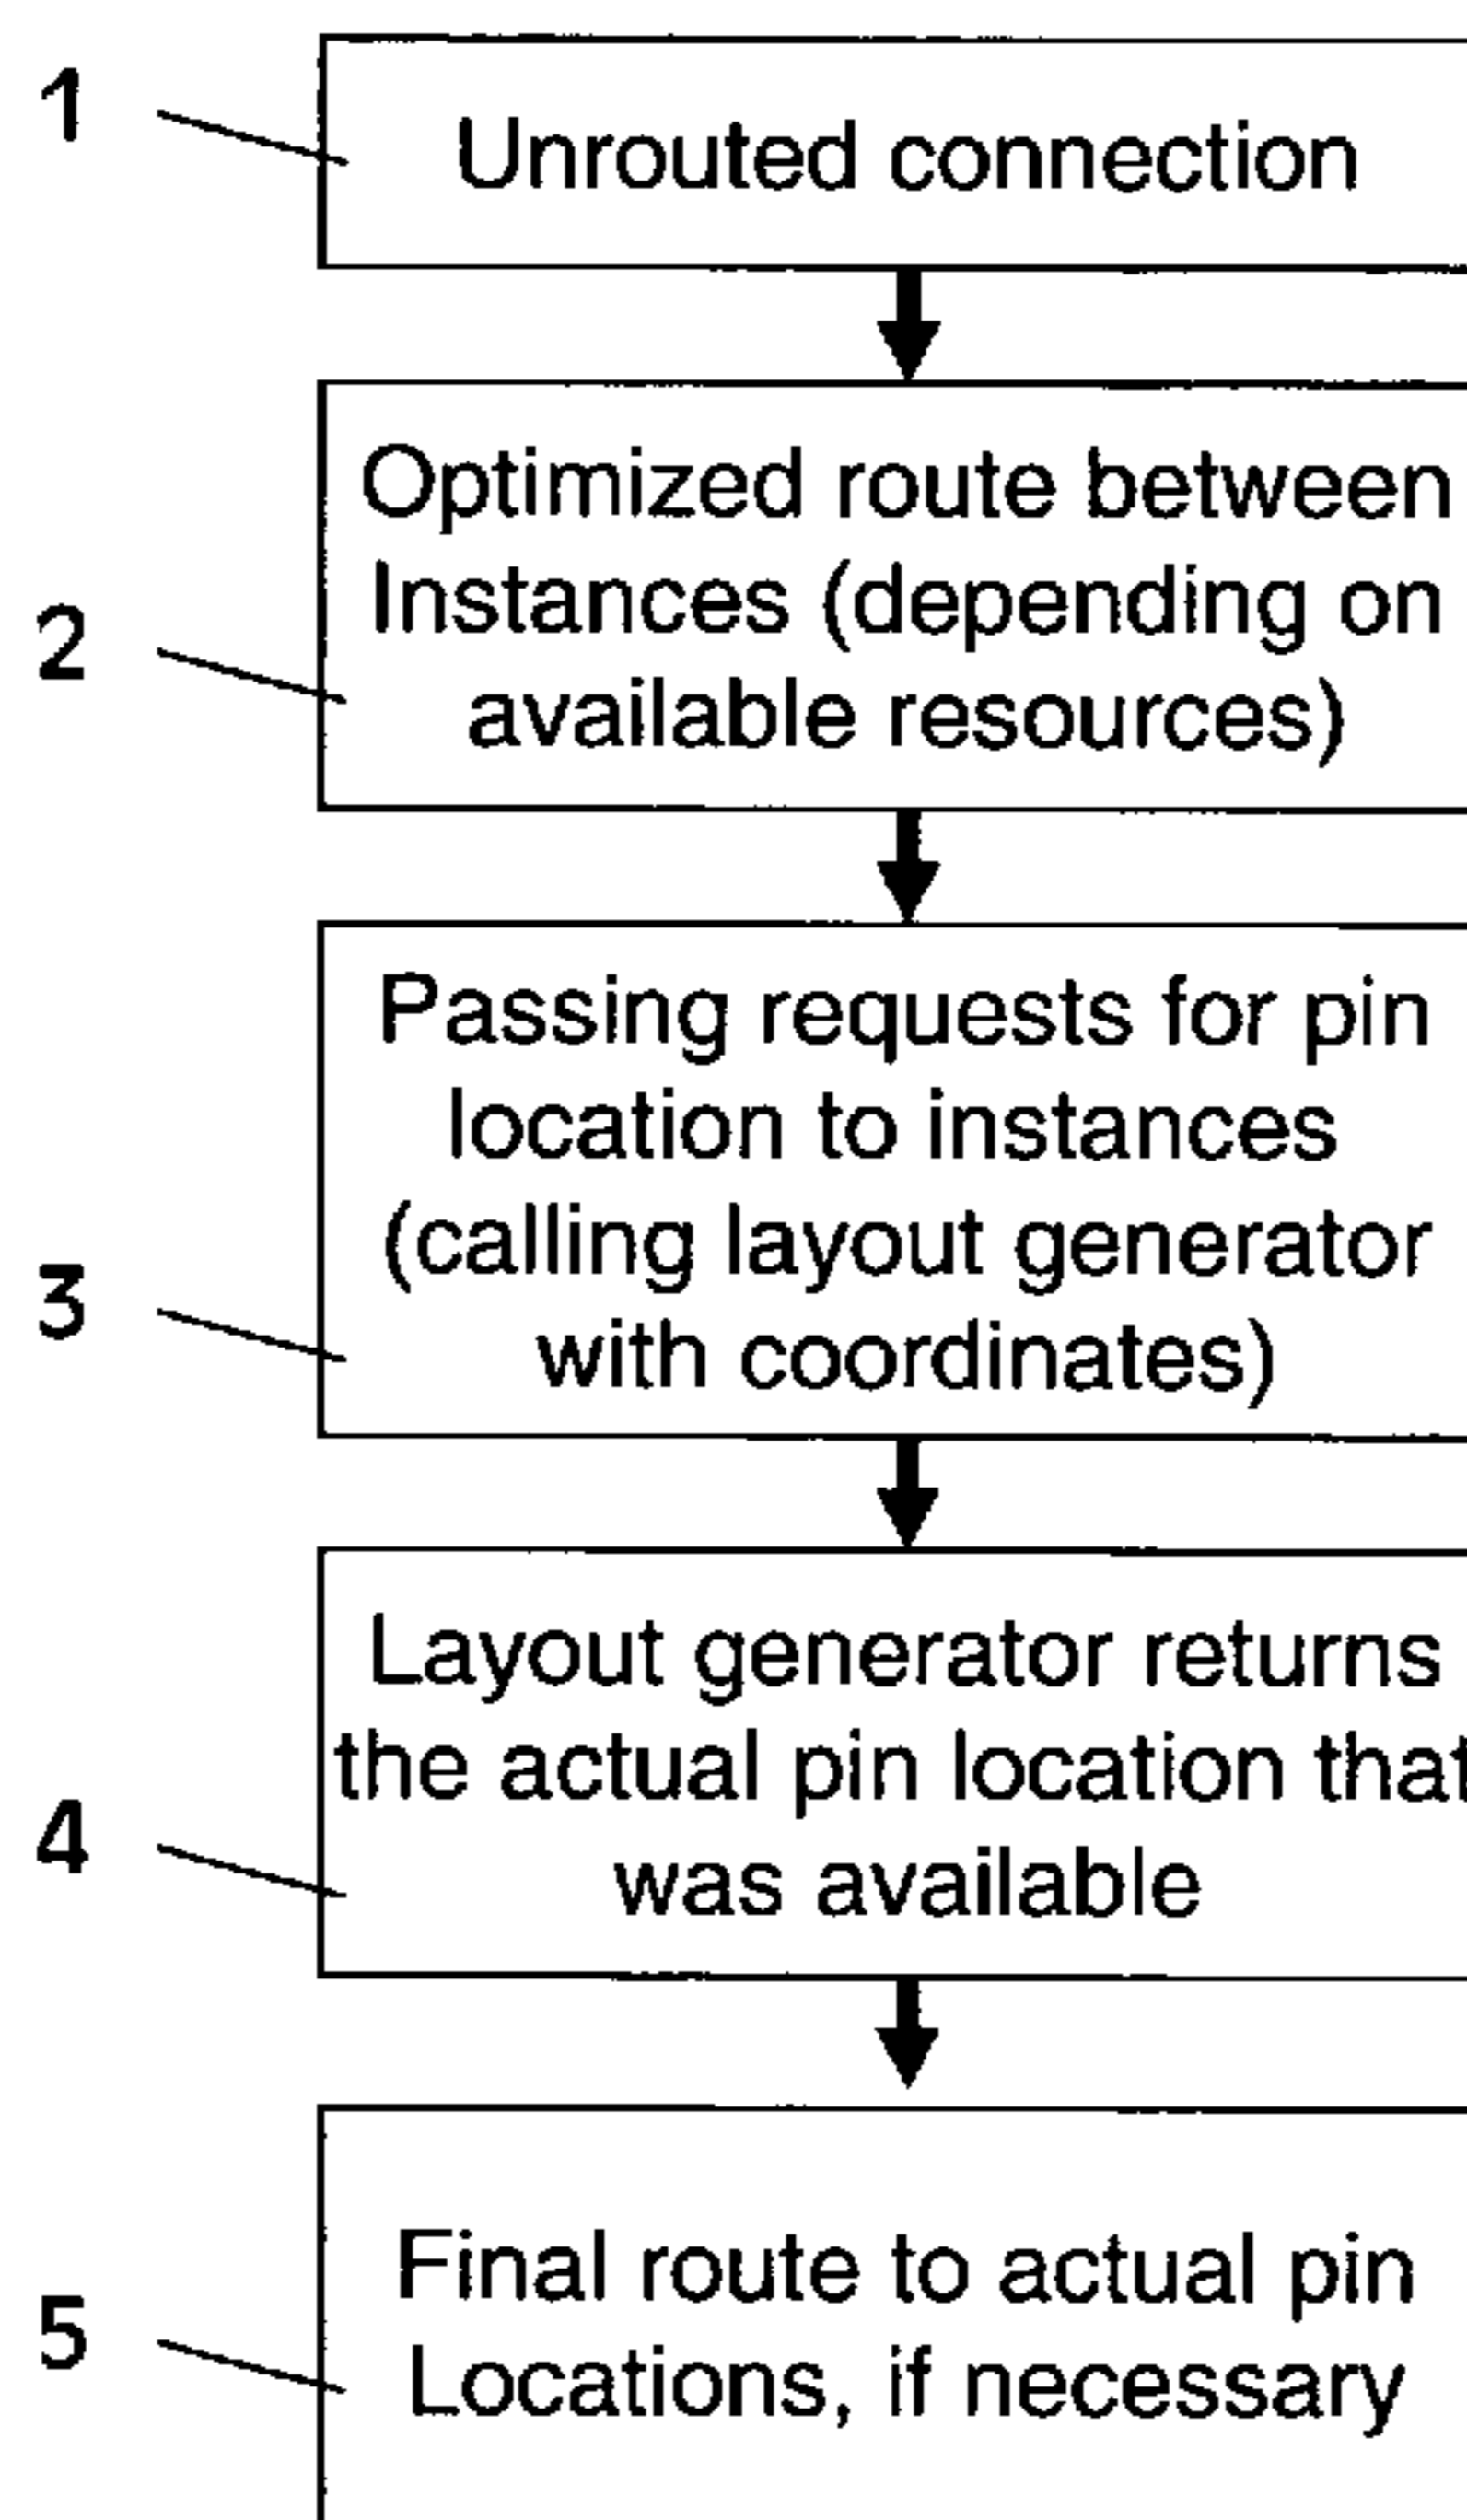 1
Unrouted connection
2
Optimized route between
Instances (depending on
available resources)
3
Passing requests for pin
location to instances
(calling layout generator
with coordinates)
4
Layout generator returns
the actual pin location that
was available
5
Final route to actual pin
Locations, if necessary